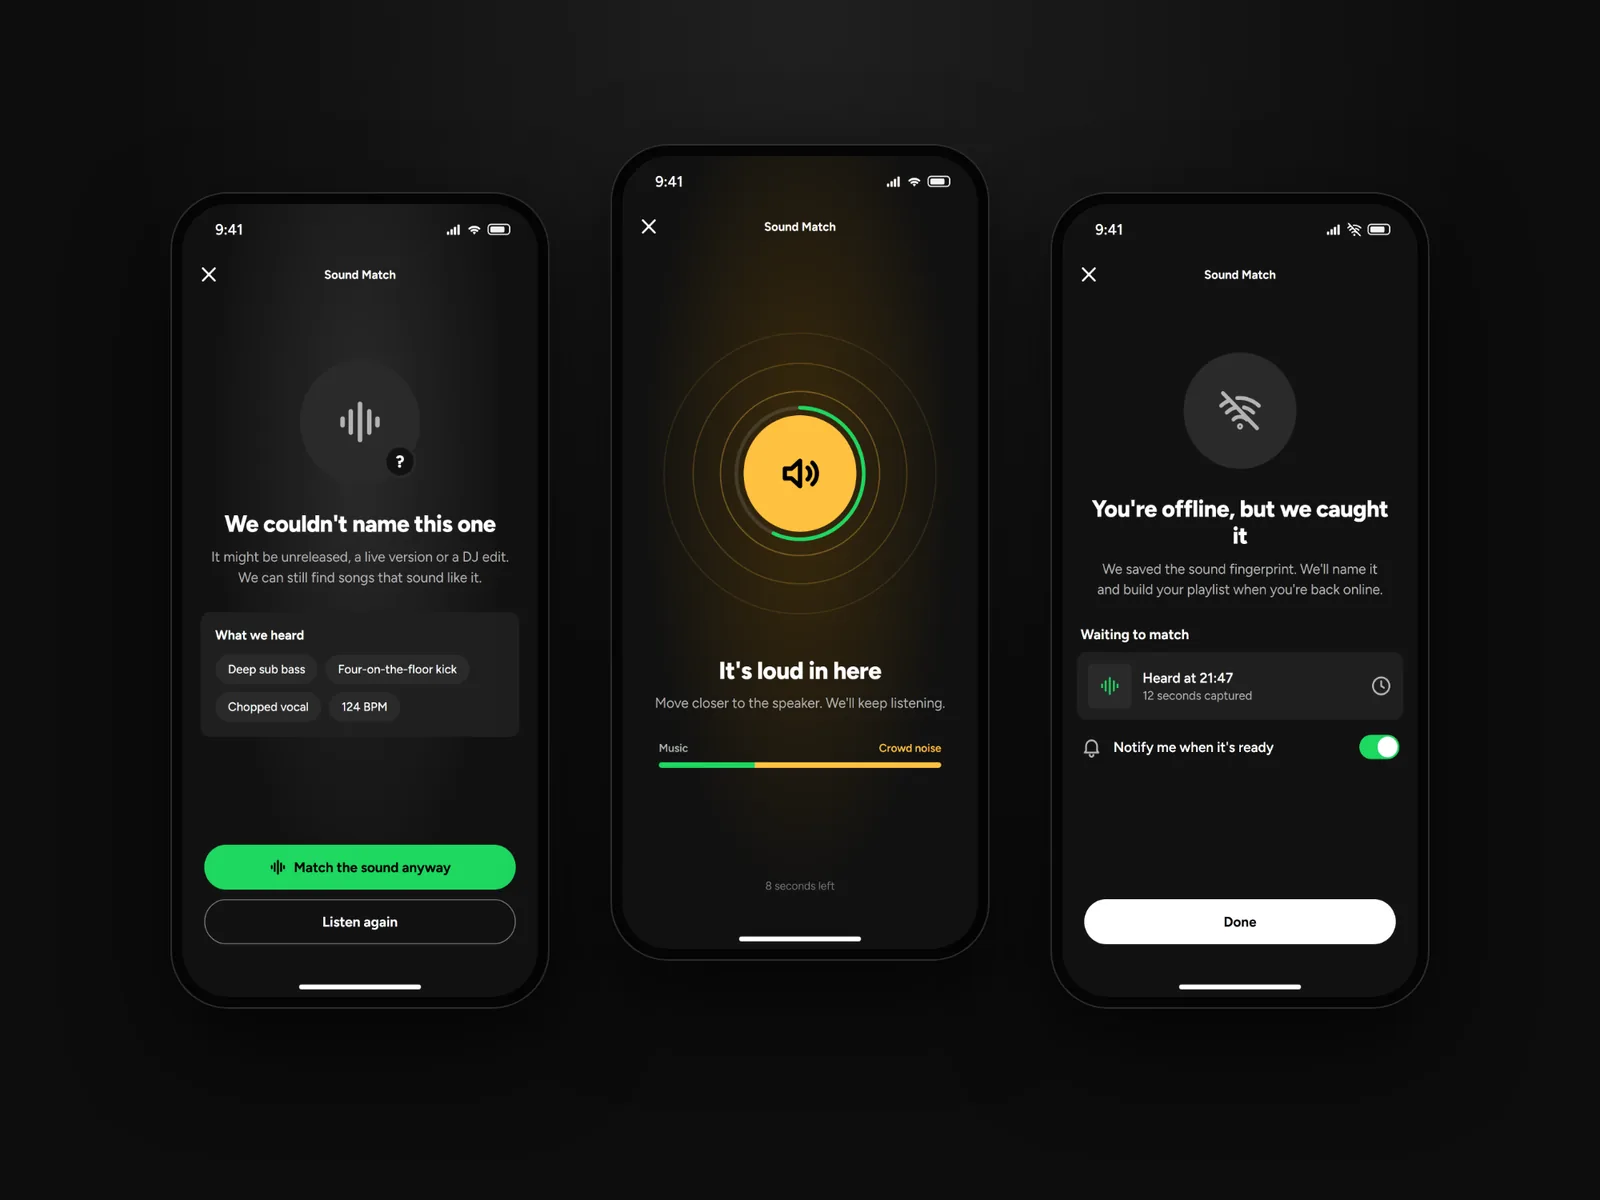 9:41
Sound Match
?
We couldn't name this one
It might be unreleased, a live version or a DJ edit.
We can still find songs that sound like it.
What we heard
Deep sub bass
Four-on-the-floor kick
Chopped vocal
124 BPM
Match the sound anyway
Listen again
9:41
Sound Match
It's loud in here
Move closer to the speaker. We'll keep listening.
Music
Crowd noise
8 seconds left
9:41
Sound Match
You're offline, but we caught
it
We saved the sound fingerprint. We'll name it
and build your playlist when you're back online.
Waiting to match
Heard at 21:47
12 seconds captured
Notify me when it's ready
Done